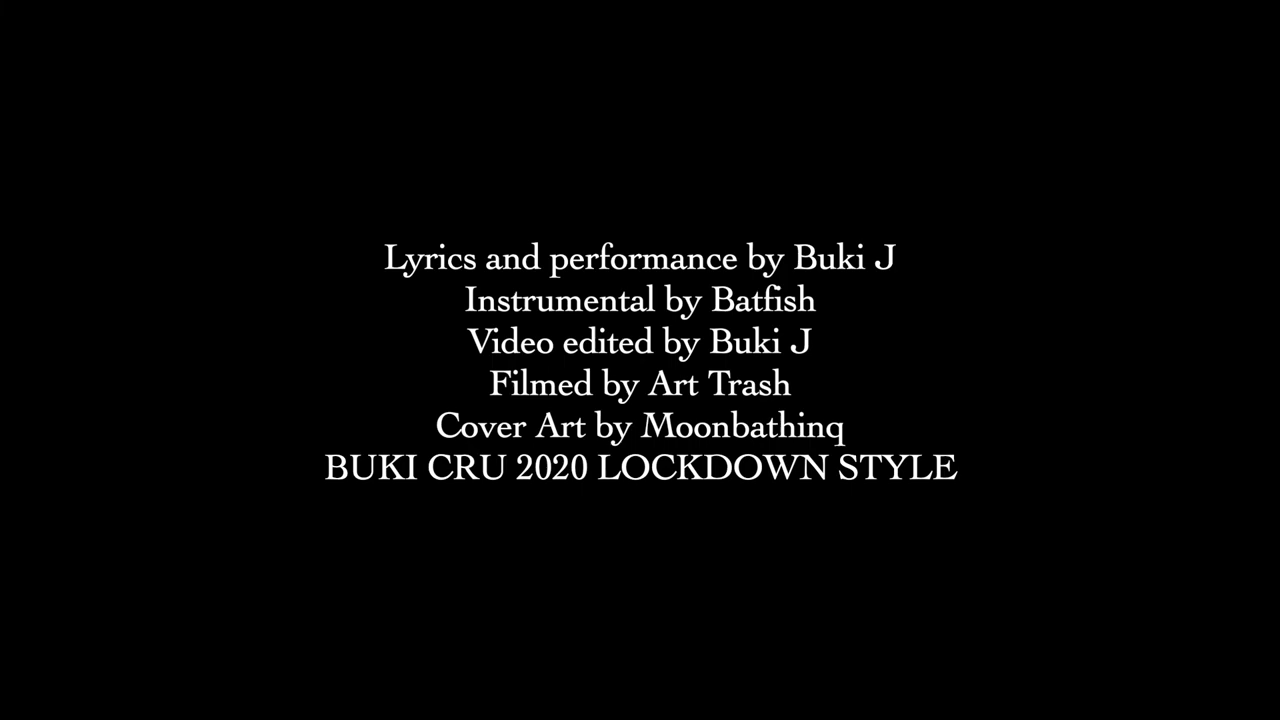 Lyrics and performance by Buki J
Instrumental by Batfish
Video edited by Buki J
Filmed by Art Trash
Cover Art by Moonbathinq
BUKI CRU 2020 LOCKDOWN STYLE